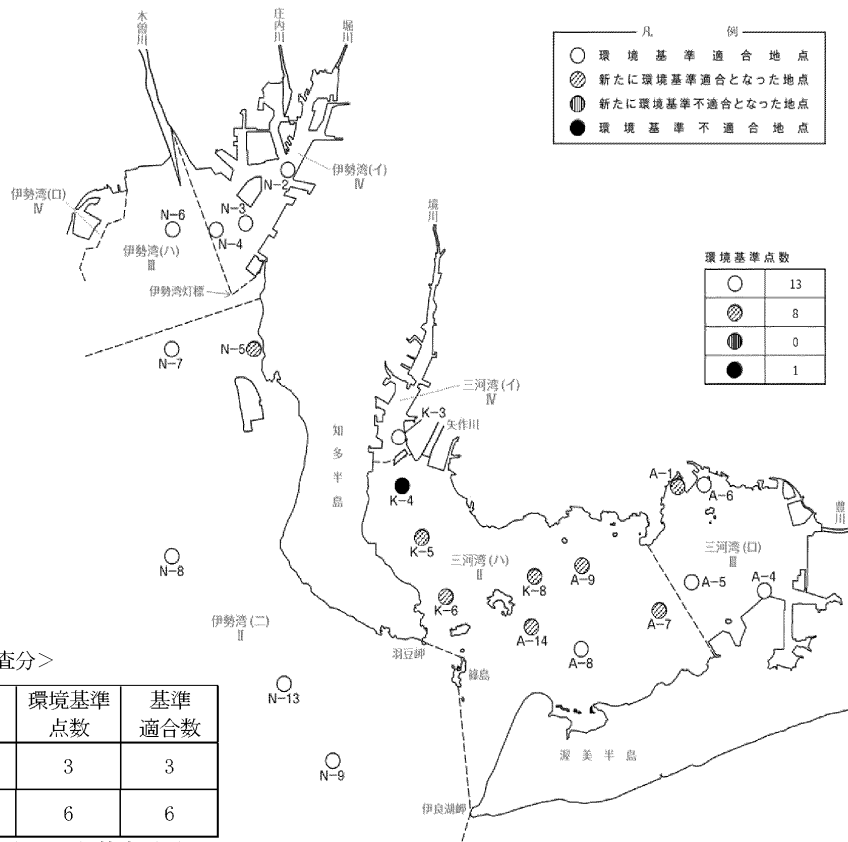 木曽川
庄内川
堀川
凡 例
環境基準適合地点
新たに環境基準適合となった地点
新たに環境基準不適合となった地点
環境基準不適合地点
伊勢湾(イ)
Ⅳ
N-2
伊勢湾(ロ)
Ⅳ
N-6
N-3
N-4
境川
伊勢湾(ハ)
Ⅲ
伊勢湾灯標
環境基準点数
13
8
0
1
N-7
N-5
三河湾(イ)
Ⅳ
K-3
矢作川
知多半島
K-4
A-1
A-6
豊川
K-5
三河湾(ハ)
Ⅱ
三河湾(ロ)
Ⅲ
N-8
K-8
A-9
A-5
A-4
K-6
A-7
伊勢湾(二)
Ⅱ
A-14
A-8
羽豆岬
篠島
査分＞
環境基準
点数
基準
適合数
3
3
6
6
N-13
N-9
渥美半島
伊良湖岬